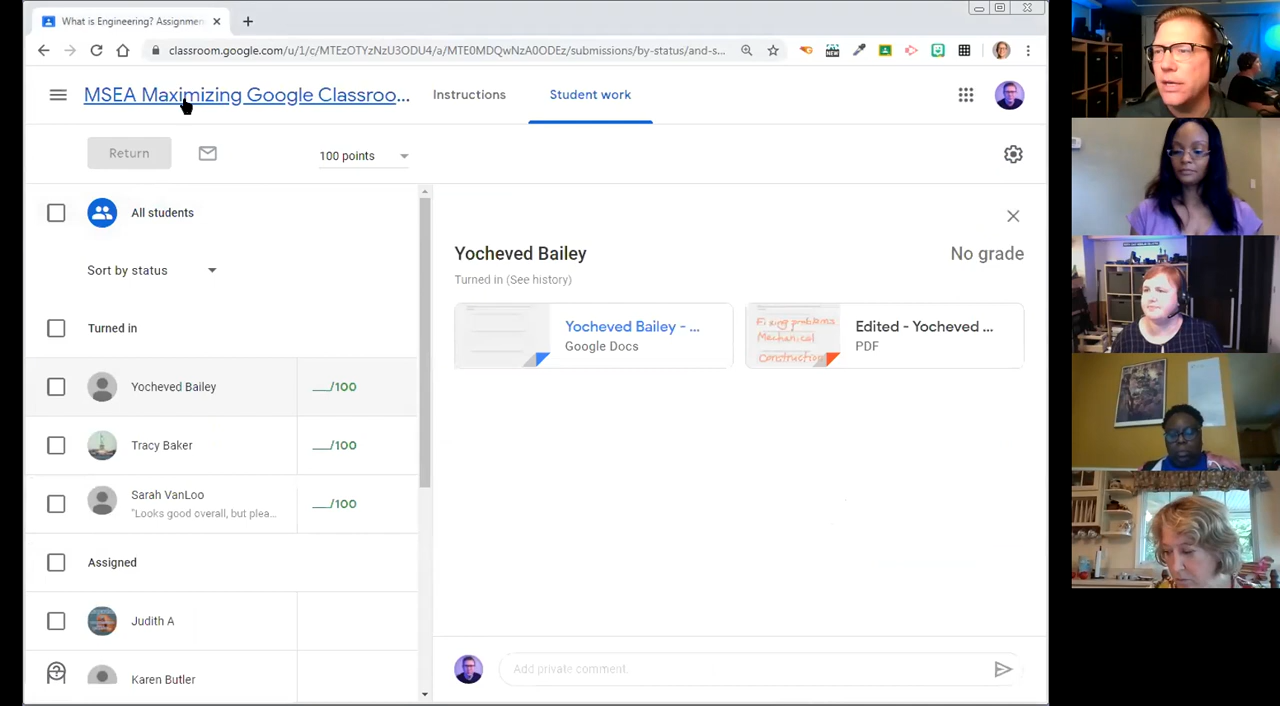 What is Engineering? Assignmen
classroom.google.com/u/1/c/MTEzOTYzNzU3ODU4/a/MTE0MDQwNzA0ODEz/submissions/by-status/and-s...
MSEA Maximizing Google Classroo...
Instructions
Student work
Return
100 points
All students
Sort by status
Turned in
Yocheved Bailey
__/100
Tracy Baker
__/100
Sarah VanLoo
"Looks good overall, but plea...
__/100
Assigned
Judith A
Karen Butler
Yocheved Bailey
No grade
Turned in (See history)
Yocheved Bailey - ...
Google Docs
Fixing problems
Mechanical
Construction
Edited - Yocheved ...
PDF
Add private comment.